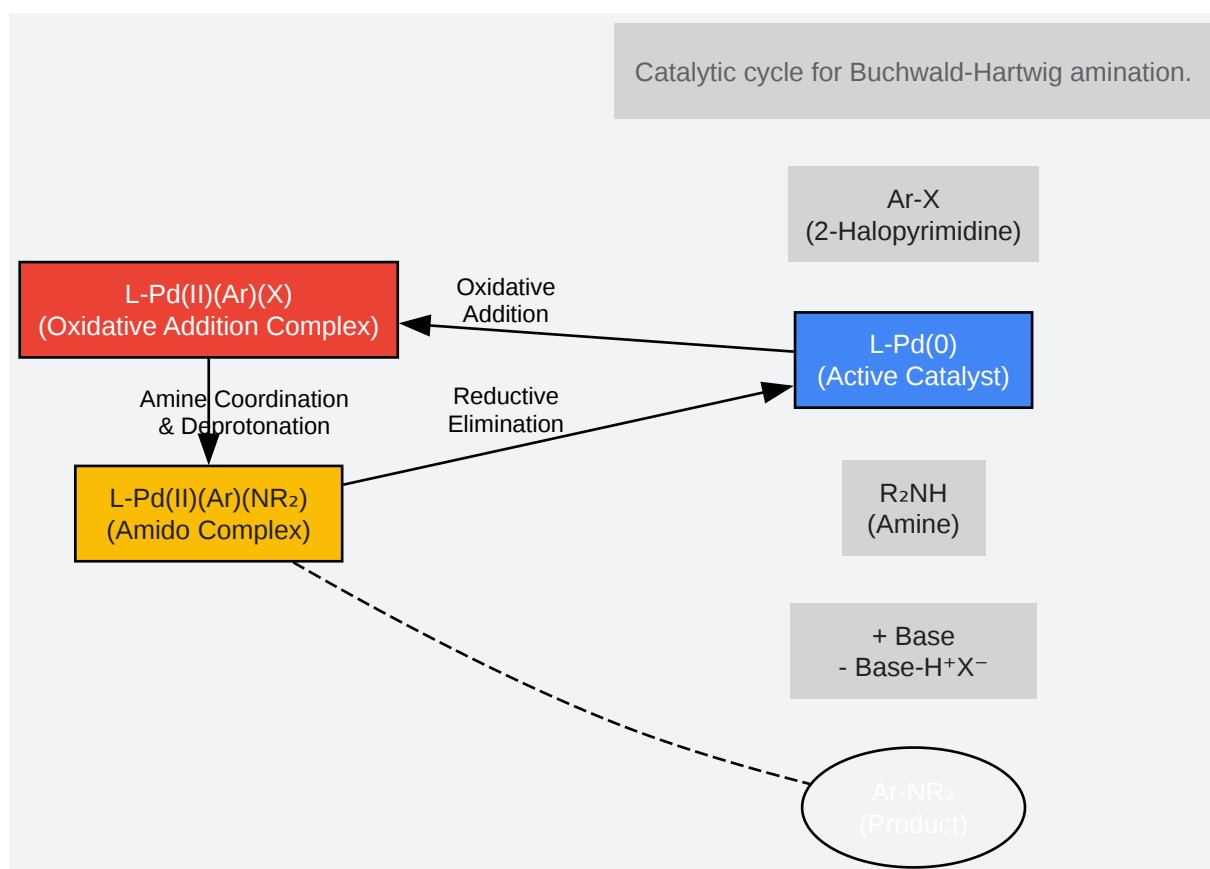 Catalytic cycle for Buchwald-Hartwig amination.
Ar-X
(2-Halopyrimidine)
L-Pd(II)(Ar)(X)
(Oxidative Addition Complex)
Oxidative
Addition
L-Pd(0)
(Active Catalyst)
Amine Coordination
& Deprotonation
Reductive
Elimination
L-Pd(II)(Ar)(NR₂)
(Amido Complex)
R₂NH
(Amine)
+ Base
- Base-H⁺X⁻
Ar-NR₂
(Product)